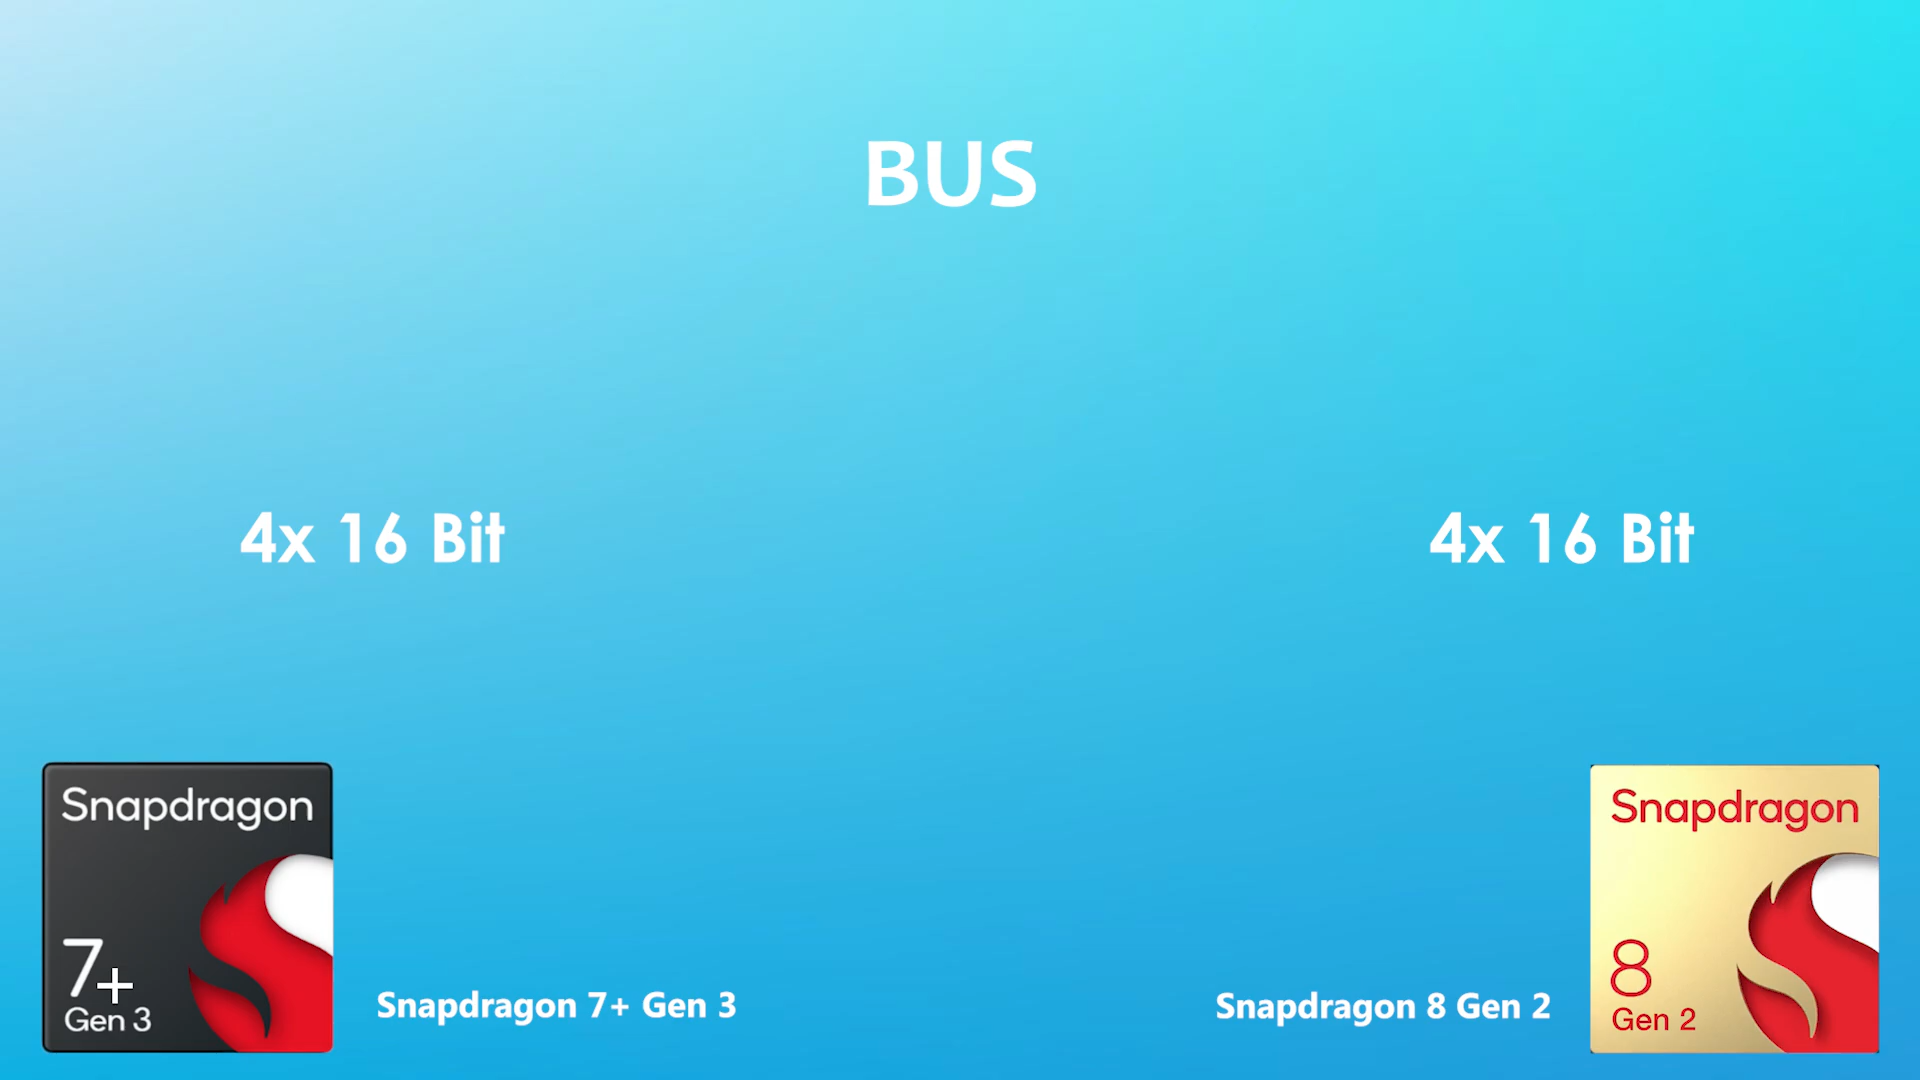 BUS
4x 16 Bit
4x 16 Bit
Snapdragon
7+
Gen 3
Snapdragon 7+ Gen 3
Snapdragon 8 Gen 2
Snapdragon
8
Gen 2